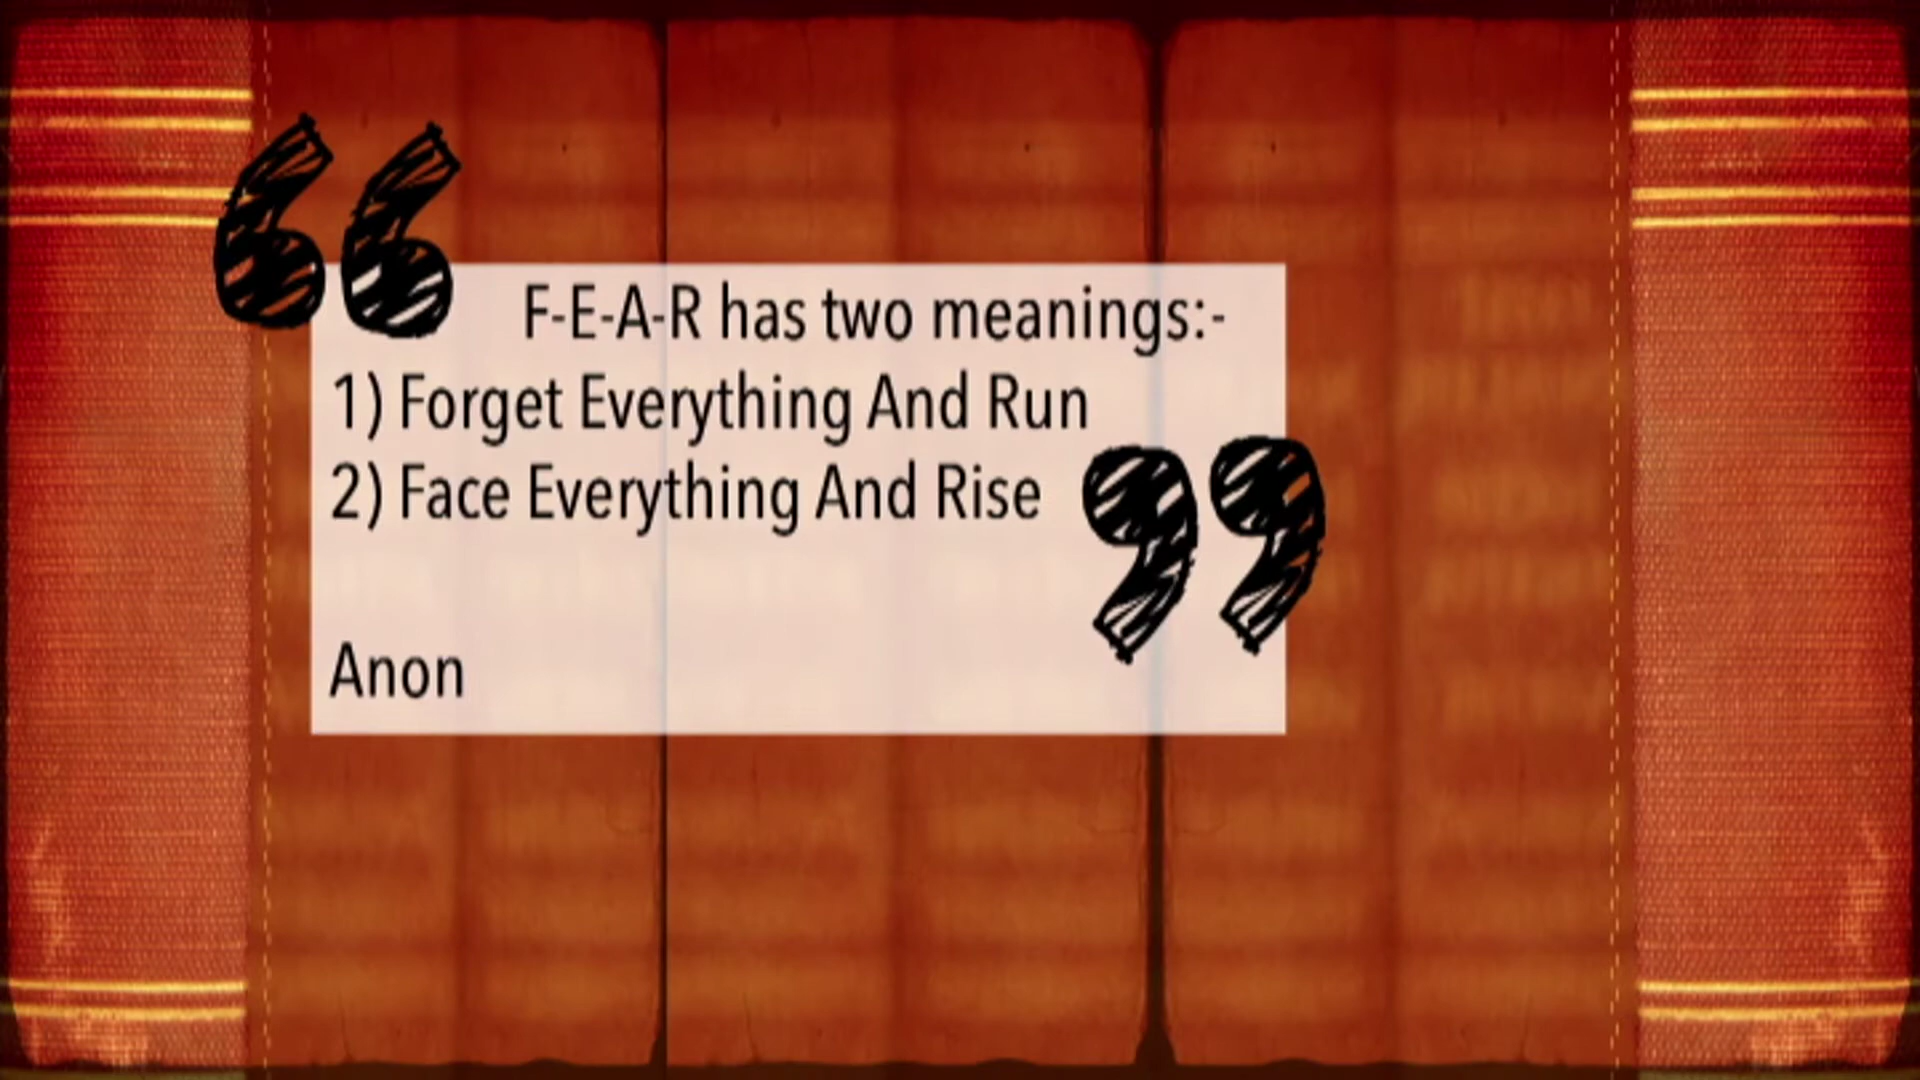 F-E-A-R has two meanings:-
1) Forget Everything And Run
2) Face Everything And Rise
Anon